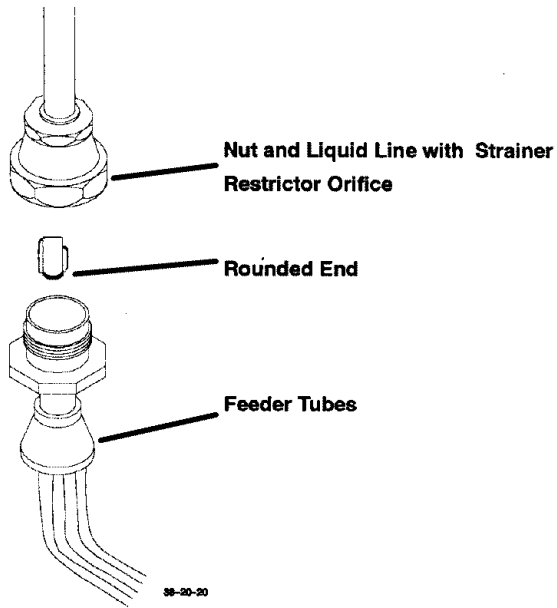 Nut and Liquid Line with Strainer
Restrictor Orifice
Rounded End
Feeder Tubes
38-20-20